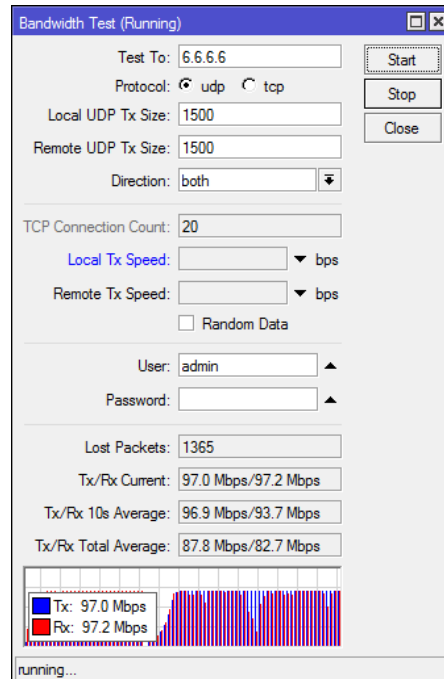 Bandwidth Test (Running)
Test To: 6.6.6.6
Start
Protocol: udp tcp
Stop
Local UDP Tx Size: 1500
Close
Remote UDP Tx Size: 1500
Direction: both
TCP Connection Count: 20
Local Tx Speed: bps
Remote Tx Speed: bps
Random Data
User: admin
Password:
Lost Packets: 1365
Tx/Rx Current: 97.0 Mbps/97.2 Mbps
Tx/Rx 10s Average: 96.9 Mbps/93.7 Mbps
Tx/Rx Total Average: 87.8 Mbps/82.7 Mbps
Tx: 97.0 Mbps
Rx: 97.2 Mbps
running...